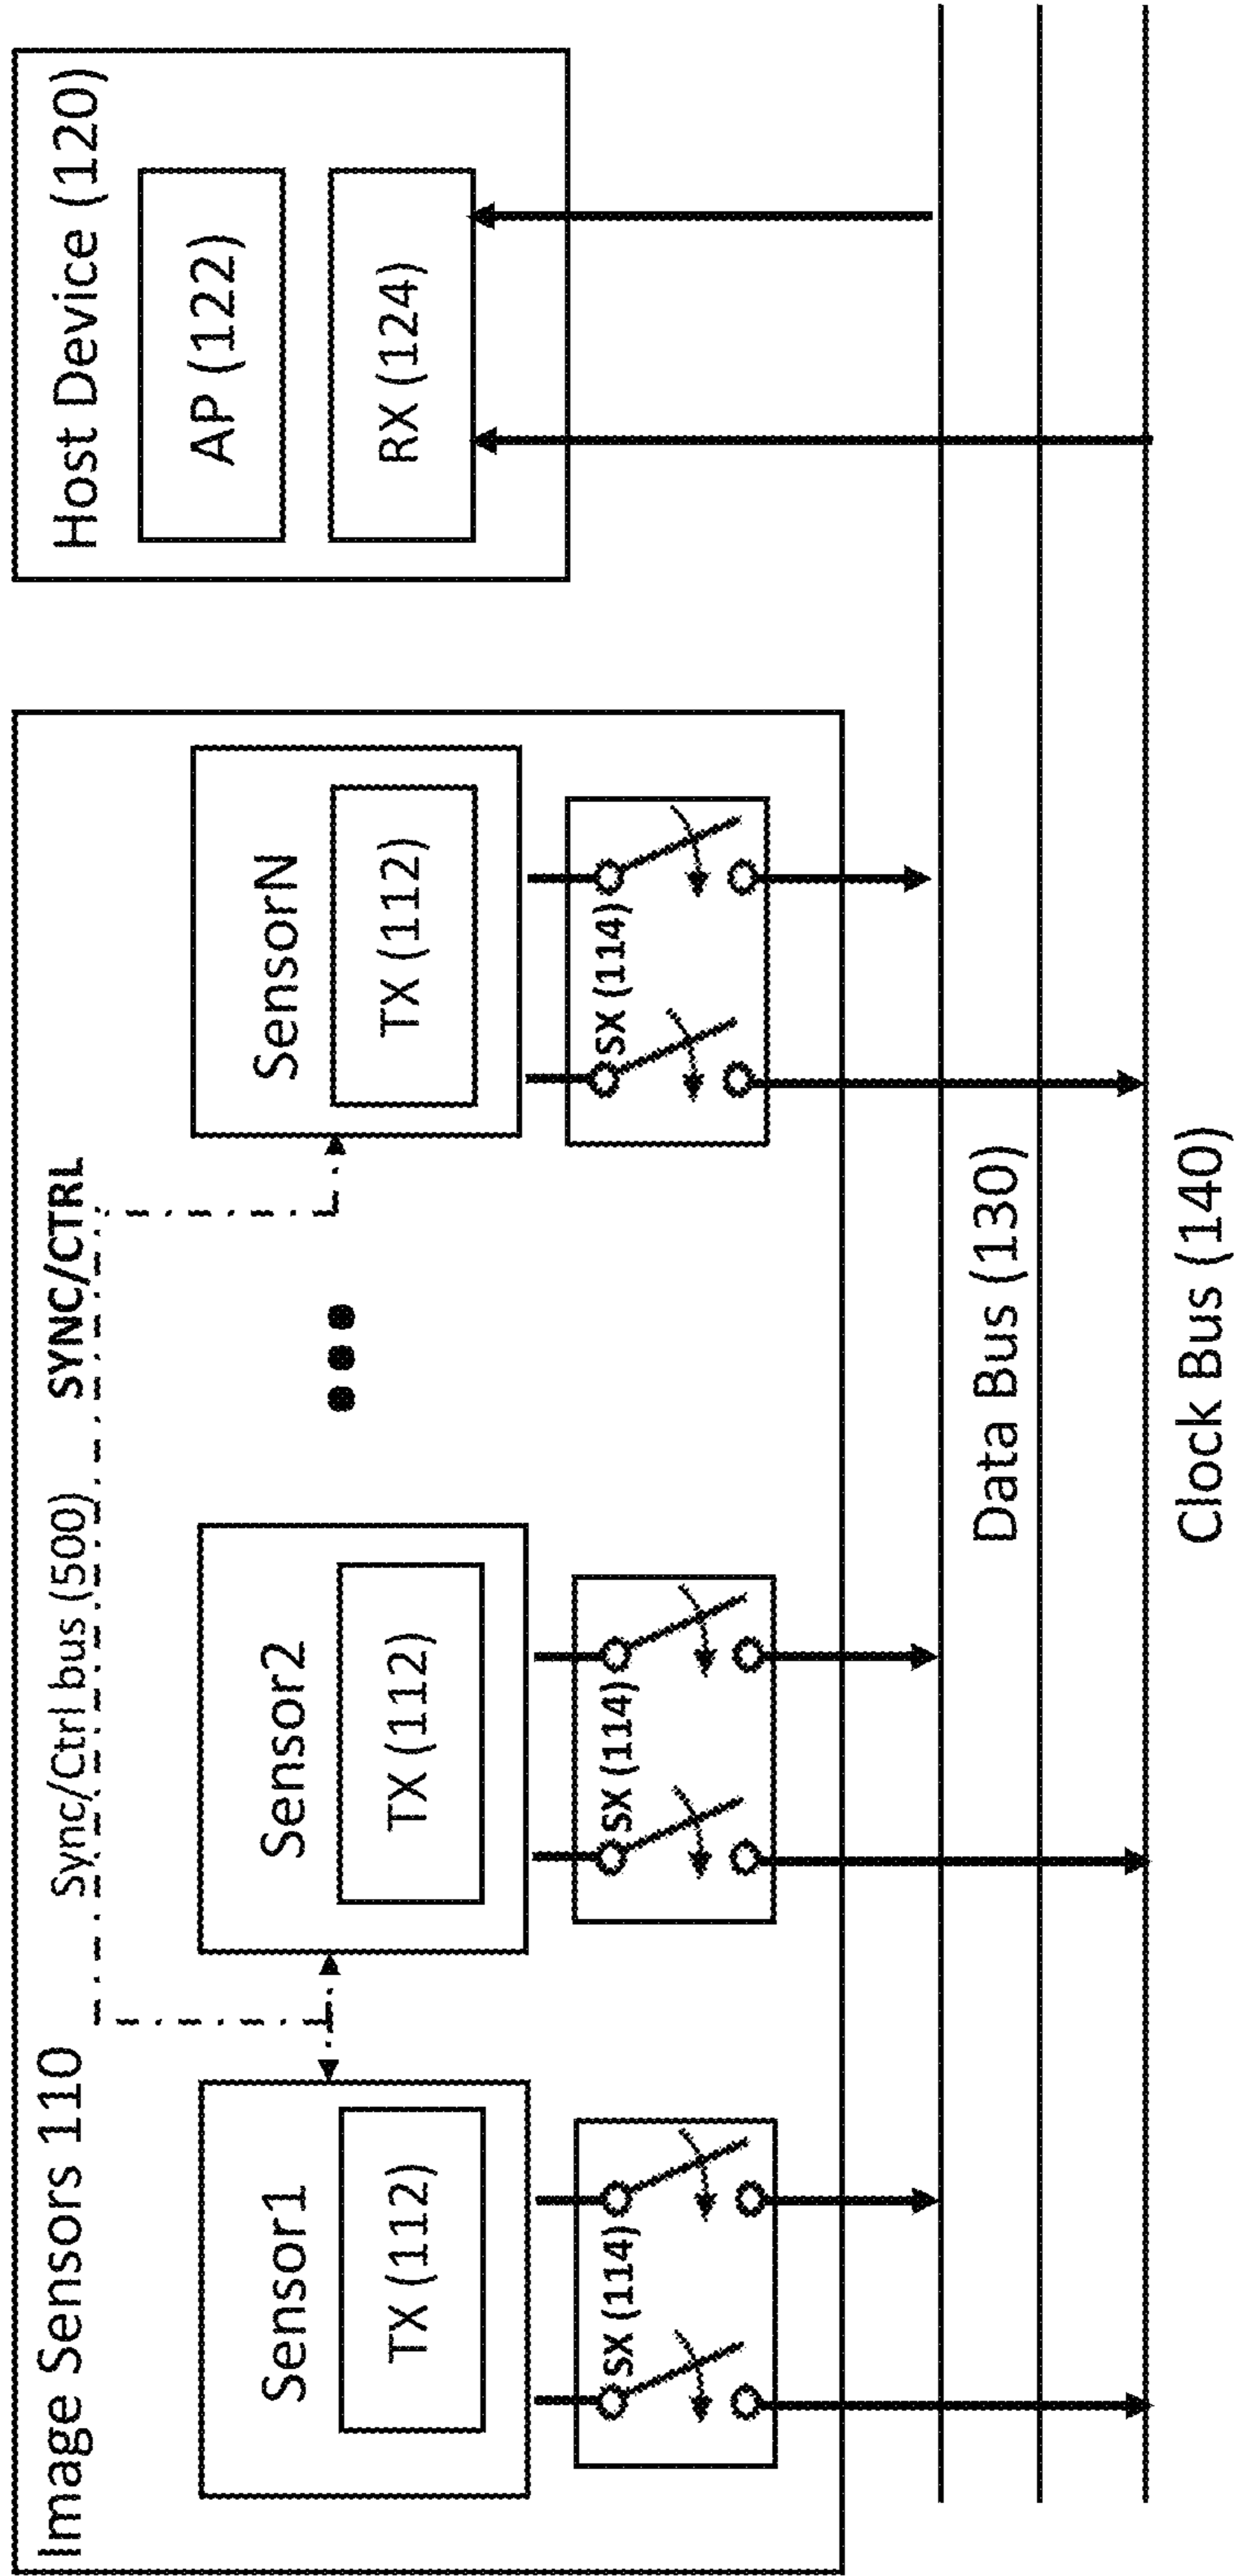 Image Sensors 110
Sync/Ctrl bus (500)
SYNC/CTRL
Sensor1
TX (112)
SX (114)
Sensor2
TX (112)
SX (114)
SensorN
TX (112)
SX (114)
Host Device (120)
AP (122)
RX (124)
Data Bus (130)
Clock Bus (140)